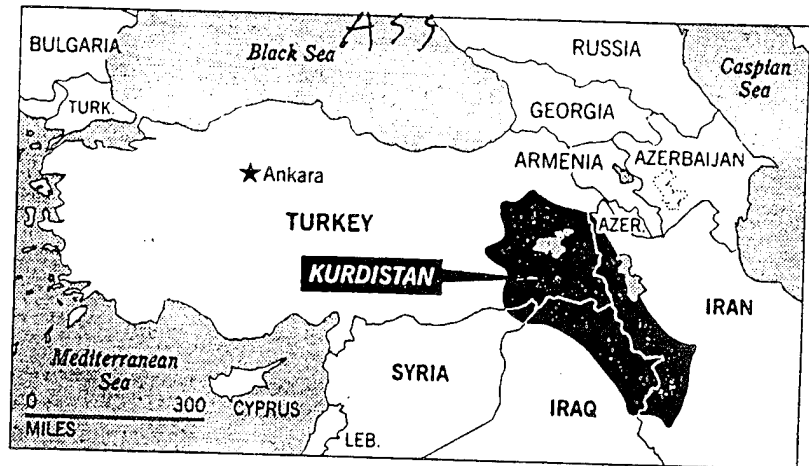 Ass
BULGARIA
Black Sea
RUSSIA
Caspian
Sea
TURK.
GEORGIA
ARMENIA
AZERBAIJAN
★Ankara
TURKEY
AZER.
KURDISTAN
IRAN
Mediterranean
Sea
SYRIA
IRAQ
0 300
MILES
CYPRUS
LEB.